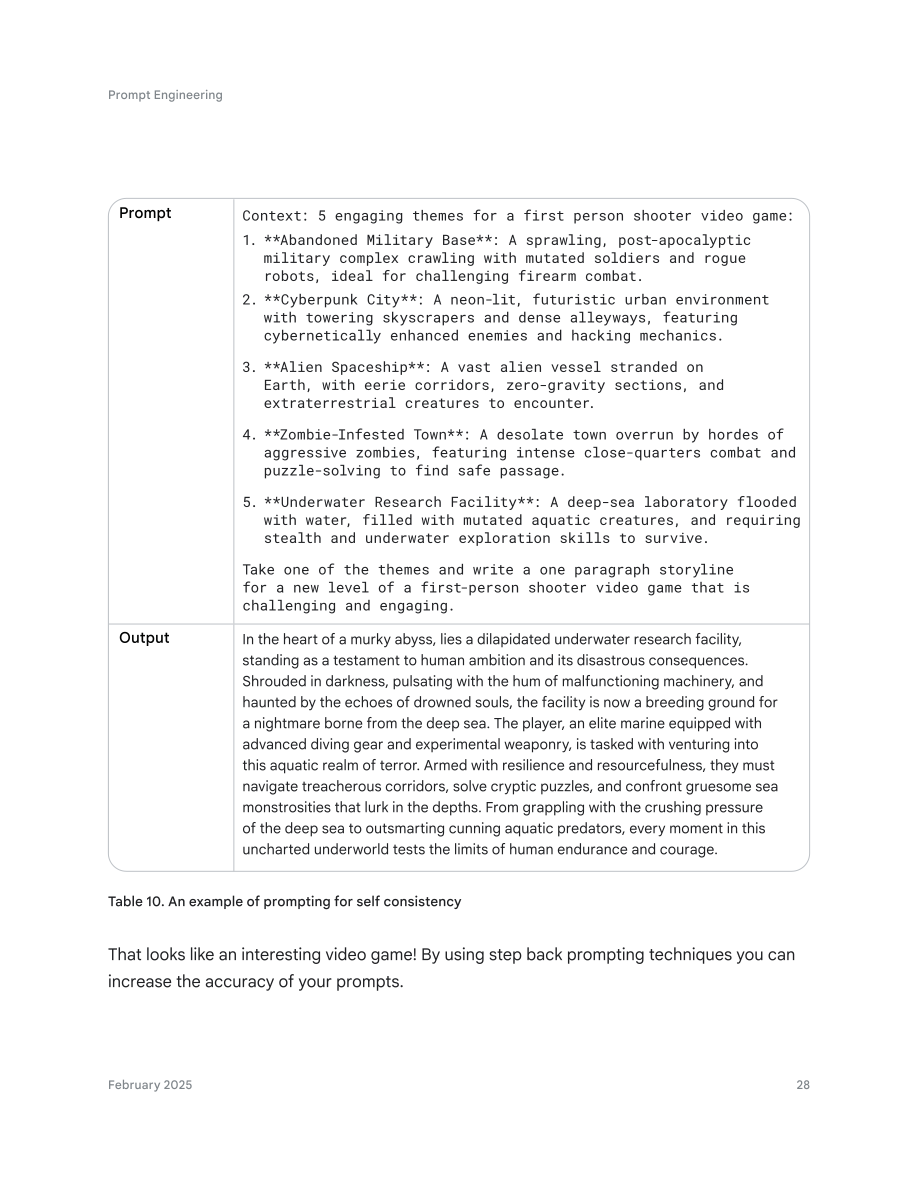 Prompt Engineering
Prompt
Context: 5 engaging themes for a first person shooter video game:
1. **Abandoned Military Base**: A sprawling, post-apocalyptic
military complex crawling with mutated soldiers and rogue
robots, ideal for challenging firearm combat.
2. **Cyberpunk City**: A neon-lit, futuristic urban environment
with towering skyscrapers and dense alleyways, featuring
cybernetically enhanced enemies and hacking mechanics.
3. **Alien Spaceship**: A vast alien vessel stranded on
Earth, with eerie corridors, zero-gravity sections, and
extraterrestrial creatures to encounter.
4. **Zombie-Infested Town**: A desolate town overrun by hordes of
aggressive zombies, featuring intense close-quarters combat and
puzzle-solving to find safe passage.
5. **Underwater Research Facility**: A deep-sea laboratory flooded
with water, filled with mutated aquatic creatures, and requiring
stealth and underwater exploration skills to survive.
Take one of the themes and write a one paragraph storyline
for a new level of a first-person shooter video game that is
challenging and engaging.
Output
In the heart of a murky abyss, lies a dilapidated underwater research facility,
standing as a testament to human ambition and its disastrous consequences.
Shrouded in darkness, pulsating with the hum of malfunctioning machinery, and
haunted by the echoes of drowned souls, the facility is now a breeding ground for
a nightmare borne from the deep sea. The player, an elite marine equipped with
advanced diving gear and experimental weaponry, is tasked with venturing into
this aquatic realm of terror. Armed with resilience and resourcefulness, they must
navigate treacherous corridors, solve cryptic puzzles, and confront gruesome sea
monstrosities that lurk in the depths. From grappling with the crushing pressure
of the deep sea to outsmarting cunning aquatic predators, every moment in this
uncharted underworld tests the limits of human endurance and courage.
Table 10. An example of prompting for self consistency
That looks like an interesting video game! By using step back prompting techniques you can
increase the accuracy of your prompts.
February 2025
28